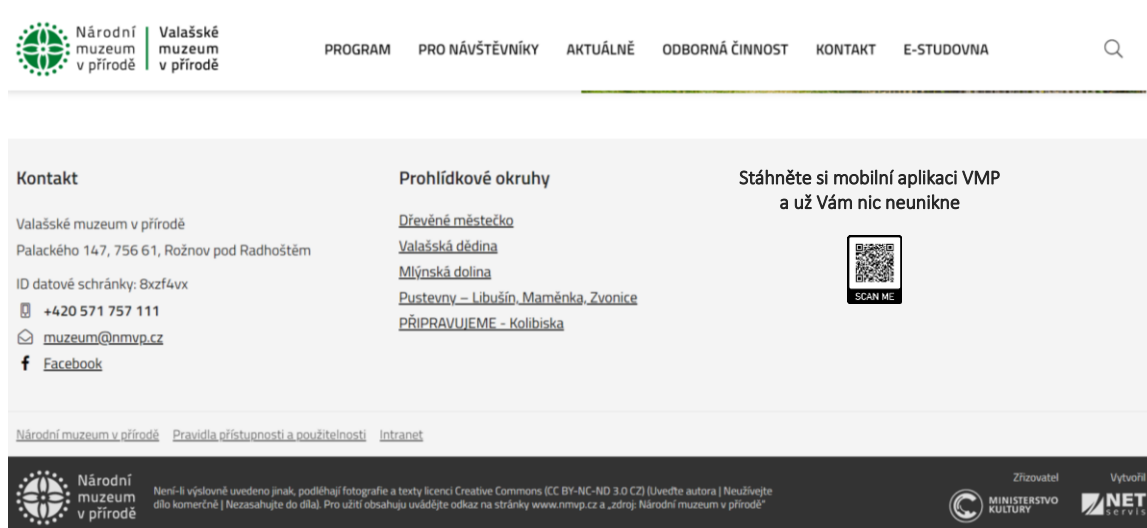 Národní
muzeum
v přírodě
Valašské
muzeum
v přírodě
PROGRAM PRO NÁVŠTĚVNÍKY AKTUÁLNĚ ODBORNÁ ČINNOST KONTAKT E-STUDOVNA
Kontakt
Valašské muzeum v přírodě
Palackého 147, 756 61, Rožnov pod Radhoštěm
ID datové schránky: 8xzf4vx
+420 571 757 111
muzeum@nmvp.cz
Facebook
Prohlídkové okruhy
Dřevěné městečko
Valašská dědina
Mlýnská dolina
Pustevny – Libušín, Maměnka, Zvonice
PŘIPRAVUJEME - Kolibiska
Stáhněte si mobilní aplikaci VMP
a už Vám nic neunikne
SCAN ME
Národní muzeum v přírodě Pravidla přístupnosti a použitelnosti Intranet
Národní
muzeum
v přírodě
Není-li výslovně uvedeno jinak, podléhají fotografie a texty licenci Creative Commons (CC BY-NC-ND 3.0 CZ) (Uveďte autora | Neužívejte
dílo komerčně | Nezasahujte do díla). Pro užití obsahu uvádějte odkaz na stránky www.nmvp.cz a „zdroj: Národní muzeum v přírodě"
Zřizovatel
MINISTERSTVO
KULTURY
Vytvořil
NET
servis